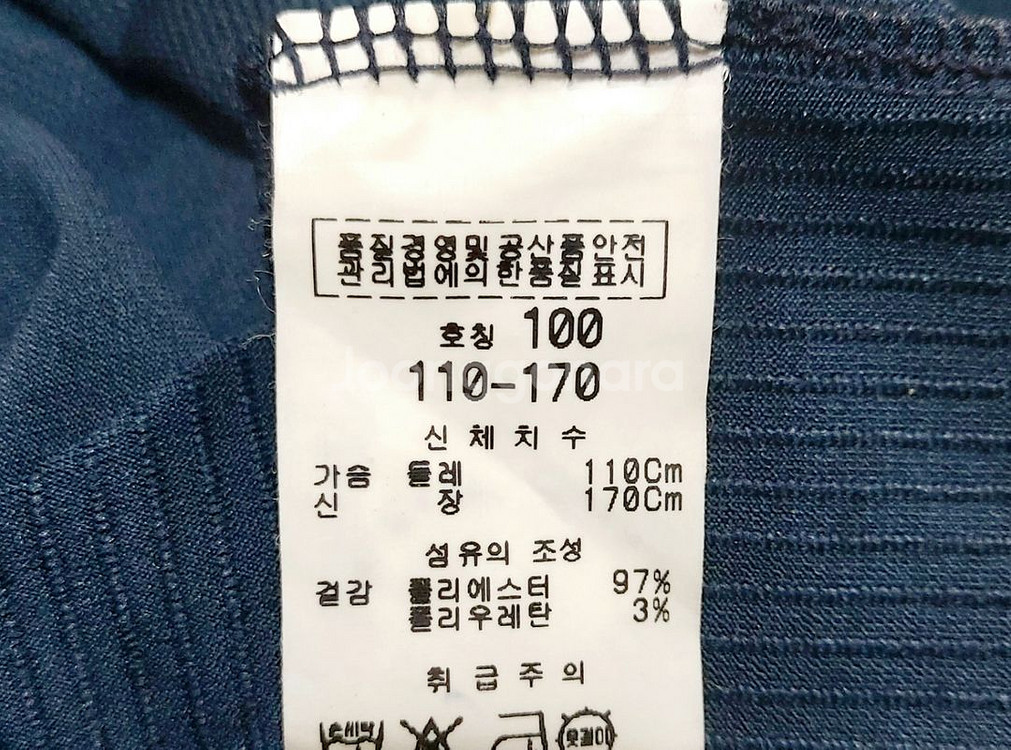 품질경영및공산품안전
관리법에의한품질표시
호칭 100
110-170
신체치수
가슴 둘레 110Cm
신 장 170Cm
섬유의 조성
겉감 폴리에스터 97%
폴리우레탄 3%
취급주의
손세탁
옷걸이